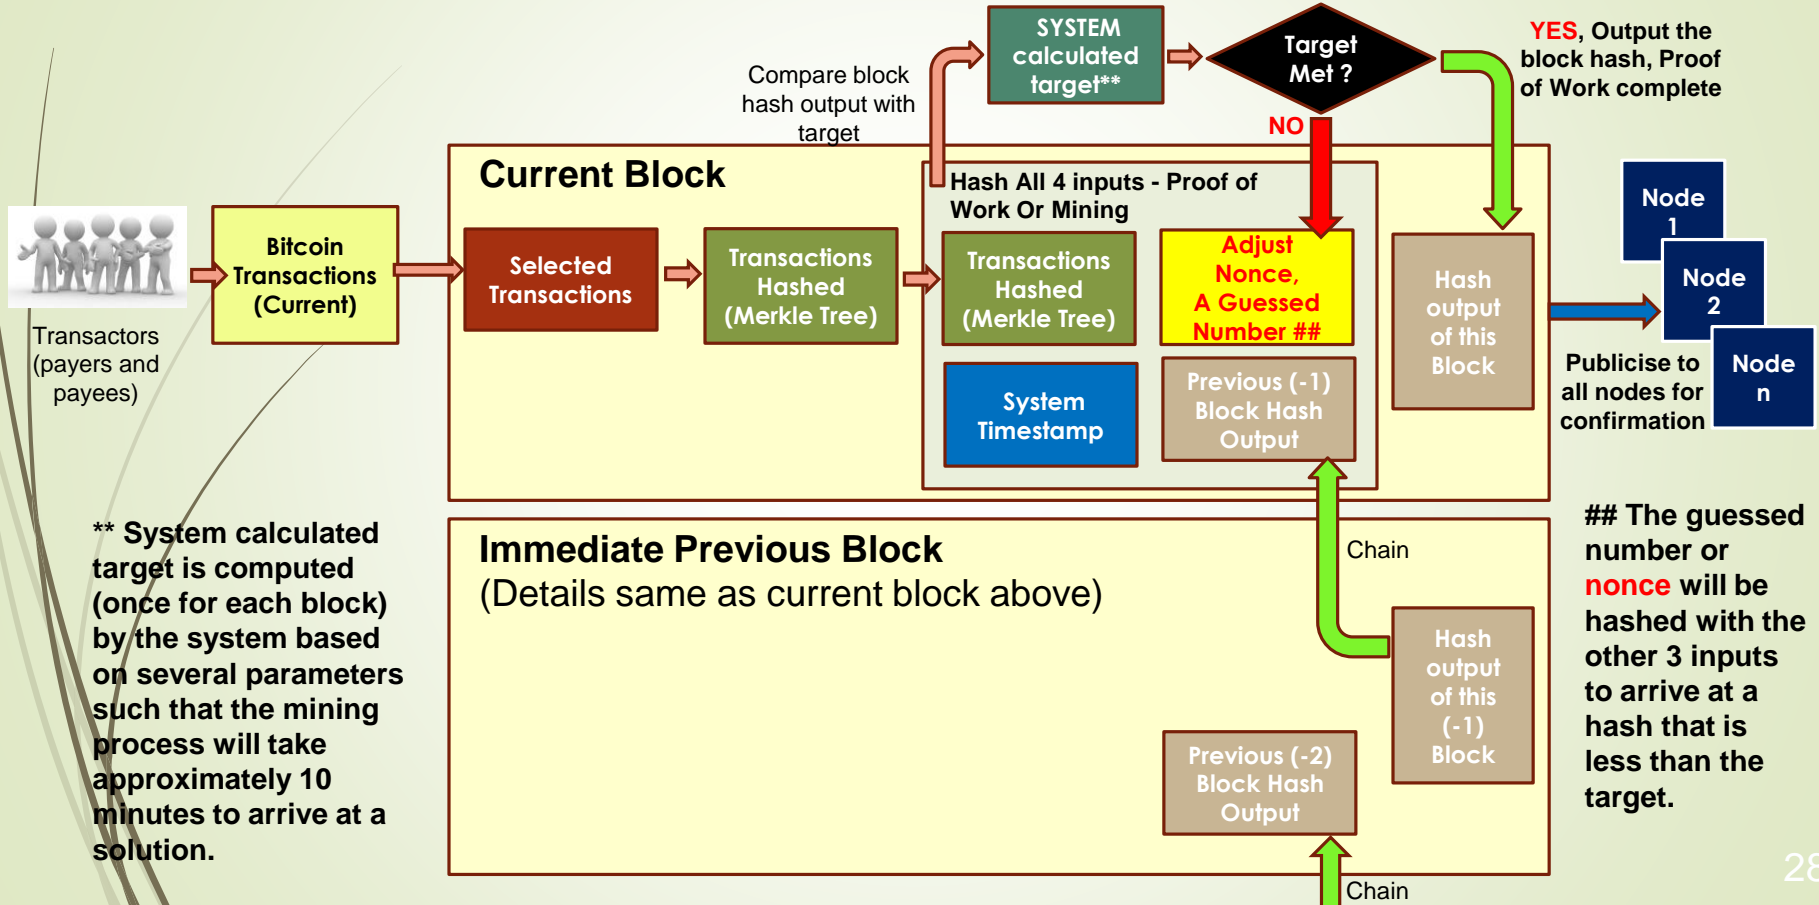 SYSTEM
calculated
target**
Target
Met ?
YES, Output the
block hash, Proof
of Work complete
Compare block
hash output with
target
NO
Current Block
Hash All 4 inputs - Proof of
Work Or Mining
Transactors
(payers and
payees)
Bitcoin
Transactions
(Current)
Selected
Transactions
Transactions
Hashed
(Merkle Tree)
Transactions
Hashed
(Merkle Tree)
Adjust
Nonce,
A Guessed
Number ##
System
Timestamp
Previous (-1)
Block Hash
Output
Hash
output
of this
Block
Node
1
Node
2
Node
n
Publicise to
all nodes for
confirmation
** System calculated
target is computed
(once for each block)
by the system based
on several parameters
such that the mining
process will take
approximately 10
minutes to arrive at a
solution.
Immediate Previous Block
(Details same as current block above)
Chain
Hash
output
of this
(-1)
Block
Previous (-2)
Block Hash
Output
Chain
## The guessed
number or
nonce will be
hashed with the
other 3 inputs
to arrive at a
hash that is
less than the
target.
28